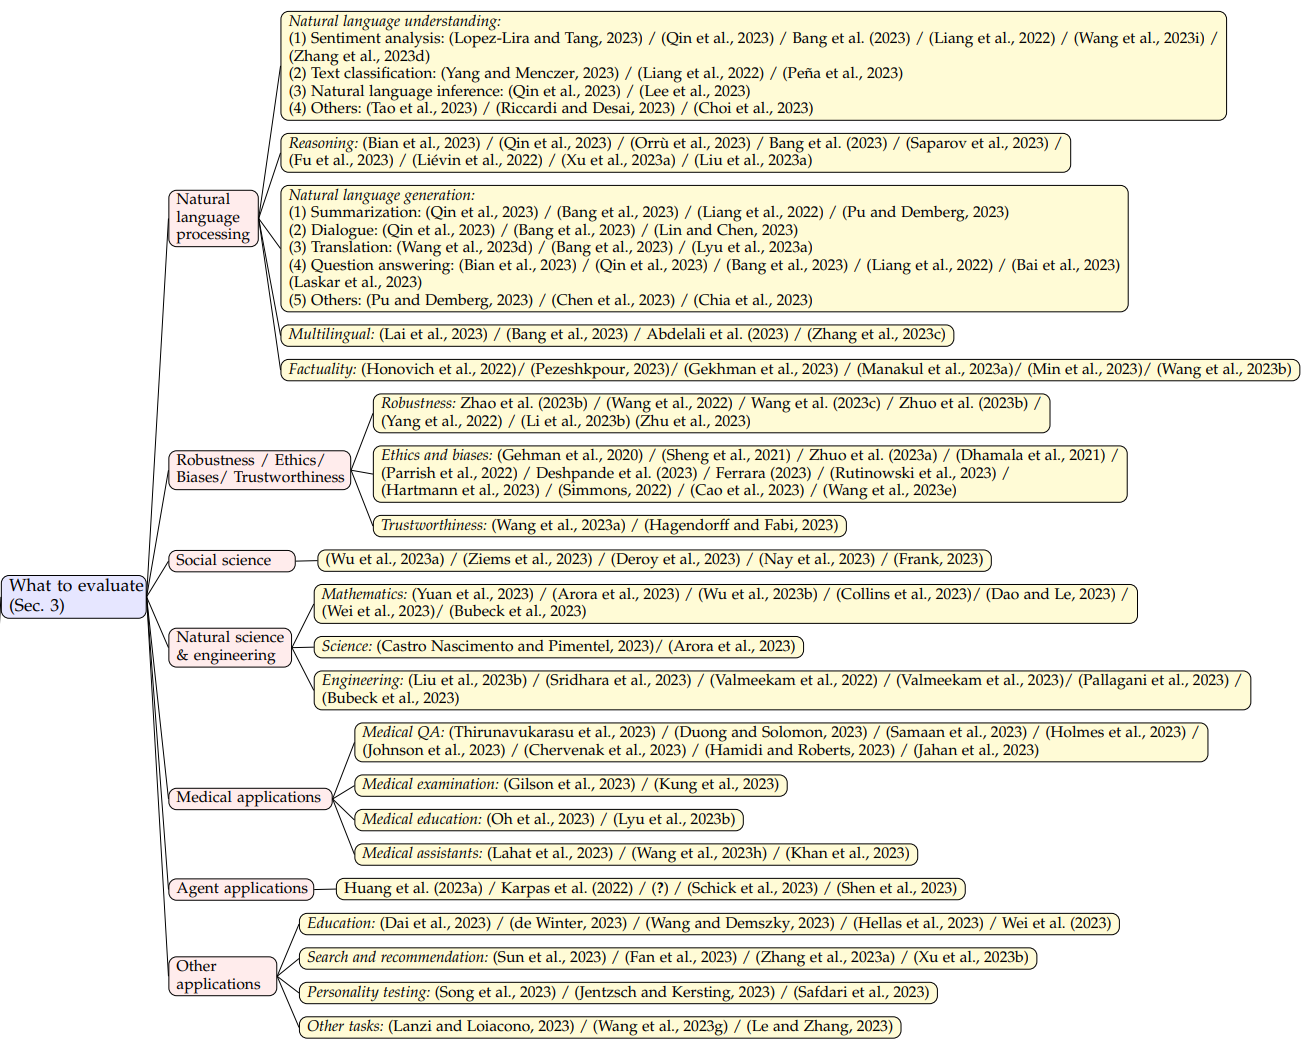 What to evaluate
(Sec. 3)
Natural
language
processing
Natural language understanding:
(1) Sentiment analysis: (Lopez-Lira and Tang, 2023) / (Qin et al., 2023) / Bang et al. (2023) / (Liang et al., 2022) / (Wang et al., 2023i) /
(Zhang et al., 2023d)
(2) Text classification: (Yang and Menczer, 2023) / (Liang et al., 2022) / (Peña et al., 2023)
(3) Natural language inference: (Qin et al., 2023) / (Lee et al., 2023)
(4) Others: (Tao et al., 2023) / (Riccardi and Desai, 2023) / (Choi et al., 2023)
Reasoning: (Bian et al., 2023) / (Qin et al., 2023) / (Orrù et al., 2023) / Bang et al. (2023) / (Saparov et al., 2023) /
(Fu et al., 2023) / (Liévin et al., 2022) / (Xu et al., 2023a) / (Liu et al., 2023a)
Natural language generation:
(1) Summarization: (Qin et al., 2023) / (Bang et al., 2023) / (Liang et al., 2022) / (Pu and Demberg, 2023)
(2) Dialogue: (Qin et al., 2023) / (Bang et al., 2023) / (Lin and Chen, 2023)
(3) Translation: (Wang et al., 2023d) / (Bang et al., 2023) / (Lyu et al., 2023a)
(4) Question answering: (Bian et al., 2023) / (Qin et al., 2023) / (Bang et al., 2023) / (Liang et al., 2022) / (Bai et al., 2023)
(Laskar et al., 2023)
(5) Others: (Pu and Demberg, 2023) / (Chen et al., 2023) / (Chia et al., 2023)
Multilingual: (Lai et al., 2023) / (Bang et al., 2023) / Abdelali et al. (2023) / (Zhang et al., 2023c)
Factuality: (Honovich et al., 2022)/ (Pezeshkpour, 2023)/ (Gekhman et al., 2023) / (Manakul et al., 2023a)/ (Min et al., 2023)/ (Wang et al., 2023b)
Robustness / Ethics/
Biases/ Trustworthiness
Robustness: Zhao et al. (2023b) / (Wang et al., 2022) / Wang et al. (2023c) / Zhuo et al. (2023b) /
(Yang et al., 2022) / (Li et al., 2023b) (Zhu et al., 2023)
Ethics and biases: (Gehman et al., 2020) / (Sheng et al., 2021) / Zhuo et al. (2023a) / (Dhamala et al., 2021) /
(Parrish et al., 2022) / Deshpande et al. (2023) / Ferrara (2023) / (Rutinowski et al., 2023) /
(Hartmann et al., 2023) / (Simmons, 2022) / (Cao et al., 2023) / (Wang et al., 2023e)
Trustworthiness: (Wang et al., 2023a) / (Hagendorff and Fabi, 2023)
Social science
(Wu et al., 2023a) / (Ziems et al., 2023) / (Deroy et al., 2023) / (Nay et al., 2023) / (Frank, 2023)
Natural science
& engineering
Mathematics: (Yuan et al., 2023) / (Arora et al., 2023) / (Wu et al., 2023b) / (Collins et al., 2023)/ (Dao and Le, 2023) /
(Wei et al., 2023)/ (Bubeck et al., 2023)
Science: (Castro Nascimento and Pimentel, 2023)/ (Arora et al., 2023)
Engineering: (Liu et al., 2023b) / (Sridhara et al., 2023) / (Valmeekam et al., 2022) / (Valmeekam et al., 2023)/ (Pallagani et al., 2023) /
(Bubeck et al., 2023)
Medical applications
Medical QA: (Thirunavukarasu et al., 2023) / (Duong and Solomon, 2023) / (Samaan et al., 2023) / (Holmes et al., 2023) /
(Johnson et al., 2023) / (Chervenak et al., 2023) / (Hamidi and Roberts, 2023) / (Jahan et al., 2023)
Medical examination: (Gilson et al., 2023) / (Kung et al., 2023)
Medical education: (Oh et al., 2023) / (Lyu et al., 2023b)
Medical assistants: (Lahat et al., 2023) / (Wang et al., 2023h) / (Khan et al., 2023)
Agent applications
Huang et al. (2023a) / Karpas et al. (2022) / (?) / (Schick et al., 2023) / (Shen et al., 2023)
Other
applications
Education: (Dai et al., 2023) / (de Winter, 2023) / (Wang and Demszky, 2023) / (Hellas et al., 2023) / Wei et al. (2023)
Search and recommendation: (Sun et al., 2023) / (Fan et al., 2023) / (Zhang et al., 2023a) / (Xu et al., 2023b)
Personality testing: (Song et al., 2023) / (Jentzsch and Kersting, 2023) / (Safdari et al., 2023)
Other tasks: (Lanzi and Loiacono, 2023) / (Wang et al., 2023g) / (Le and Zhang, 2023)